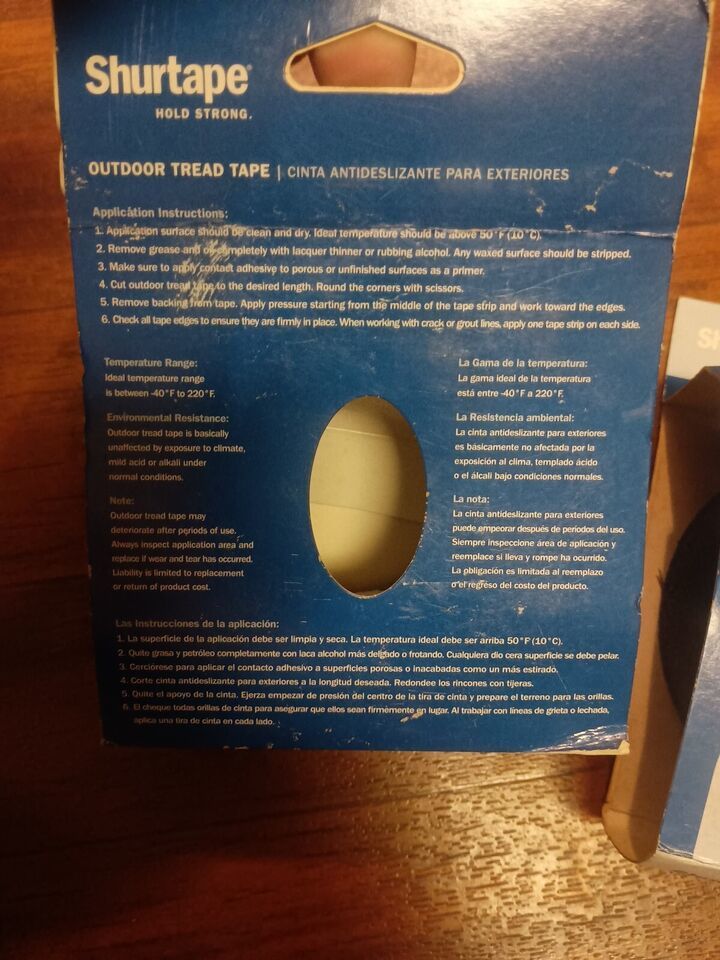 Shurtape®
HOLD STRONG.
OUTDOOR TREAD TAPE | CINTA ANTIDESLIZANTE PARA EXTERIORES
Application Instructions:
1. Application surface should be clean and dry. Ideal temperature should be above 50°F (10°C).
2. Remove grease and oil completely with lacquer thinner or rubbing alcohol. Any waxed surface should be stripped.
3. Make sure to apply contact adhesive to porous or unfinished surfaces as a primer.
4. Cut outdoor tread tape to the desired length. Round the corners with scissors.
5. Remove backing from tape. Apply pressure starting from the middle of the tape strip and work toward the edges.
6. Check all tape edges to ensure they are firmly in place. When working with crack or grout lines, apply one tape strip on each side.
Temperature Range:
Ideal temperature range
is between -40°F to 220°F.
Environmental Resistance:
Outdoor tread tape is basically
unaffected by exposure to climate,
mild acid or alkali under
normal conditions.
Note:
Outdoor tread tape may
deteriorate after periods of use.
Always inspect application area and
replace if wear and tear has occurred.
Liability is limited to replacement
or return of product cost.
La Gama de la temperatura:
La gama ideal de la temperatura
está entre -40°F a 220°F.
La Resistencia ambiental:
La cinta antideslizante para exteriores
es básicamente no afectada por la
exposición al clima, templado ácido
o el álcali bajo condiciones normales.
La nota:
La cinta antideslizante para exteriores
puede empeorar después de períodos del uso.
Siempre inspeccione área de aplicación y
reemplace si lleva y rompe ha ocurrido.
La pbligación es limitada al reemplazo
o el regreso del costo del producto.
Las Instrucciones de la aplicación:
1. La superficie de la aplicación debe ser limpia y seca. La temperatura ideal debe ser arriba 50°F (10°C).
2. Quite grasa y petróleo completamente con laca alcohol más delgado o frotando. Cualquiera dio cera superficie se debe pelar.
3. Cerciórese para aplicar el contacto adhesivo a superficies porosas o inacabadas como un más estirado.
4. Corte cinta antideslizante para exteriores a la longitud deseada. Redondee los rincones con tijeras.
5. Quite el apoyo de la cinta. Ejerza empezar de presión del centro de la tira de cinta y prepare el terreno para las orillas.
6. El cheque todas orillas de cinta para asegurar que ellos sean firmemente en lugar. Al trabajar con líneas de grieta o lechada,
aplica una tira de cinta en cada lado.